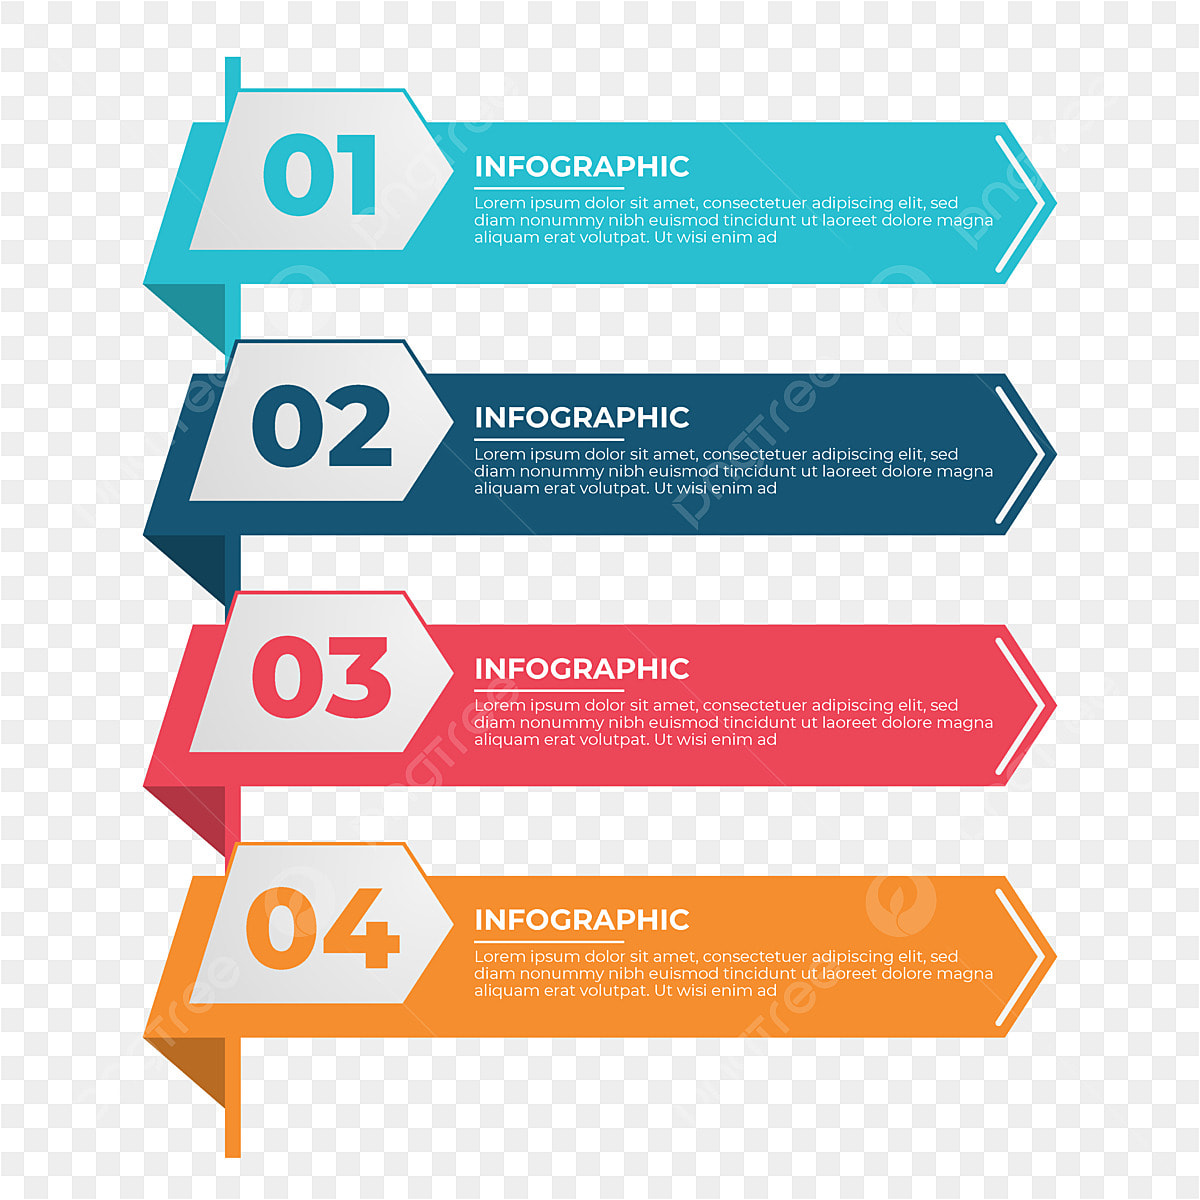 01
INFOGRAPHIC
Lorem ipsum dolor sit amet, consectetuer adipiscing elit, sed
diam nonummy nibh euismod tincidunt ut laoreet dolore magna
aliquam erat volutpat. Ut wisi enim ad
02
INFOGRAPHIC
Lorem ipsum dolor sit amet, consectetuer adipiscing elit, sed
diam nonummy nibh euismod tincidunt ut laoreet dolore magna
aliquam erat volutpat. Ut wisi enim ad
03
INFOGRAPHIC
Lorem ipsum dolor sit amet, consectetuer adipiscing elit, sed
diam nonummy nibh euismod tincidunt ut laoreet dolore magna
aliquam erat volutpat. Ut wisi enim ad
04
INFOGRAPHIC
Lorem ipsum dolor sit amet, consectetuer adipiscing elit, sed
diam nonummy nibh euismod tincidunt ut laoreet dolore magna
aliquam erat volutpat. Ut wisi enim ad
pngtree